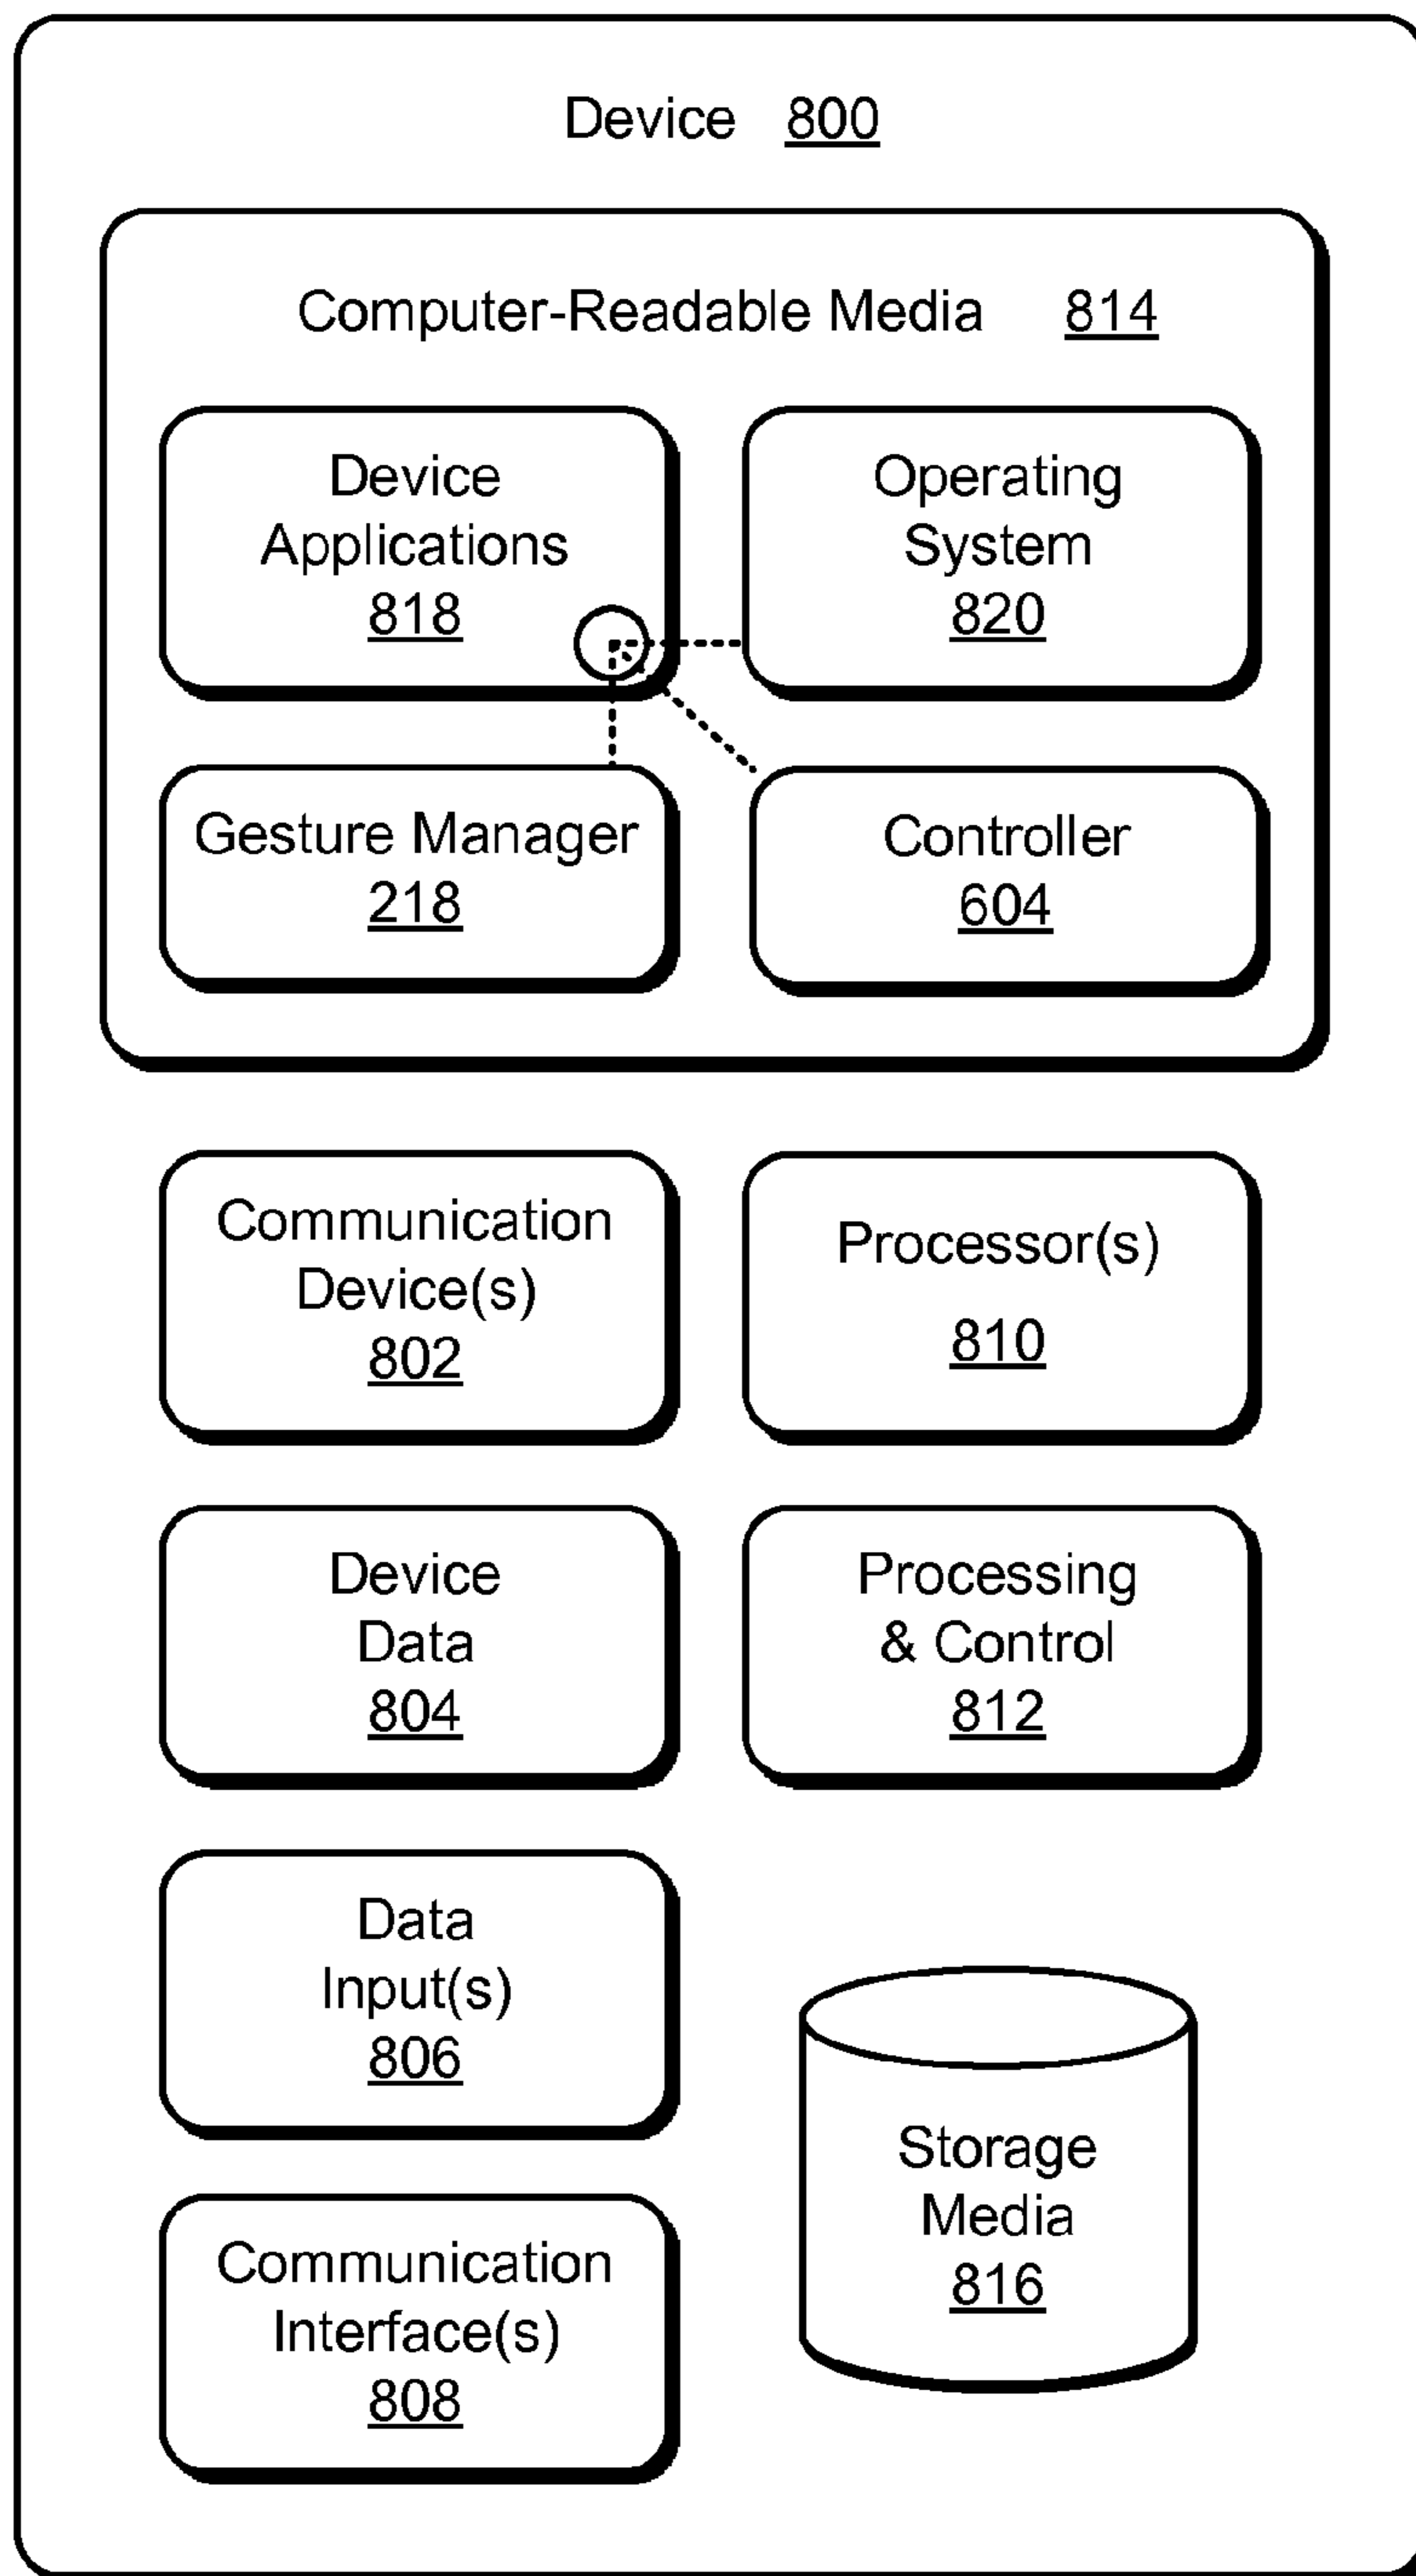 Device 800
Computer-Readable Media 814
Device
Applications
818
Operating
System
820
Gesture Manager
218
Controller
604
Communication
Device(s)
802
Processor(s)
810
Device
Data
804
Processing
& Control
812
Data
Input(s)
806
Storage
Media
816
Communication
Interface(s)
808